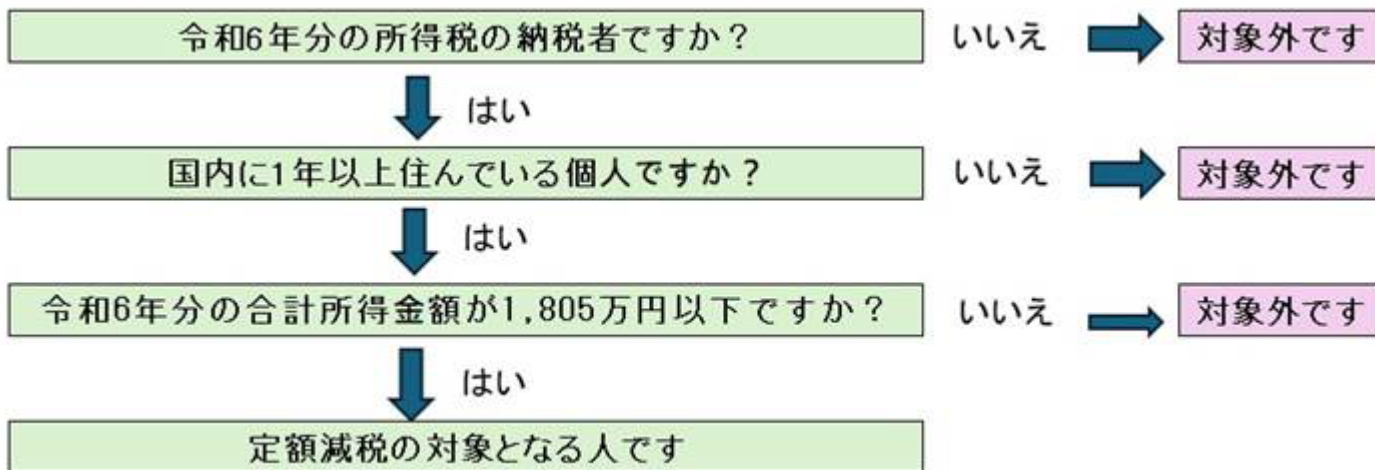 令和6年分の所得税の納税者ですか？ いいえ 対象外です
はい
国内に1年以上住んでいる個人ですか？ いいえ 対象外です
はい
令和6年分の合計所得金額が1,805万円以下ですか？ いいえ 対象外です
はい
定額減税の対象となる人です